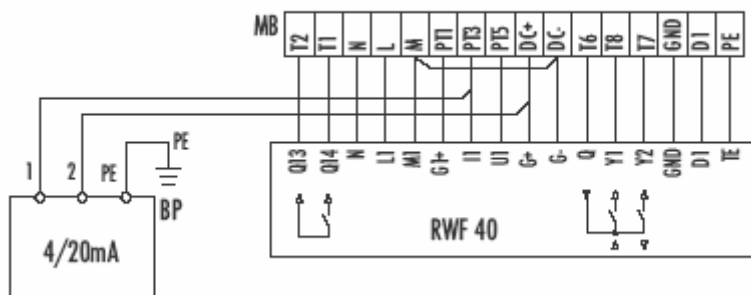 MB T2 T1 N L M PT1 PT3 PT5 DC+ DC- T6 T8 T7 GND D1 PE
PE
1 2 PE
Q13 Q14 N L1 M1 G1+ I1 U1 G+ G- Q Y1 Y2 GND D1 TE
BP
4/20mA
RWF 40